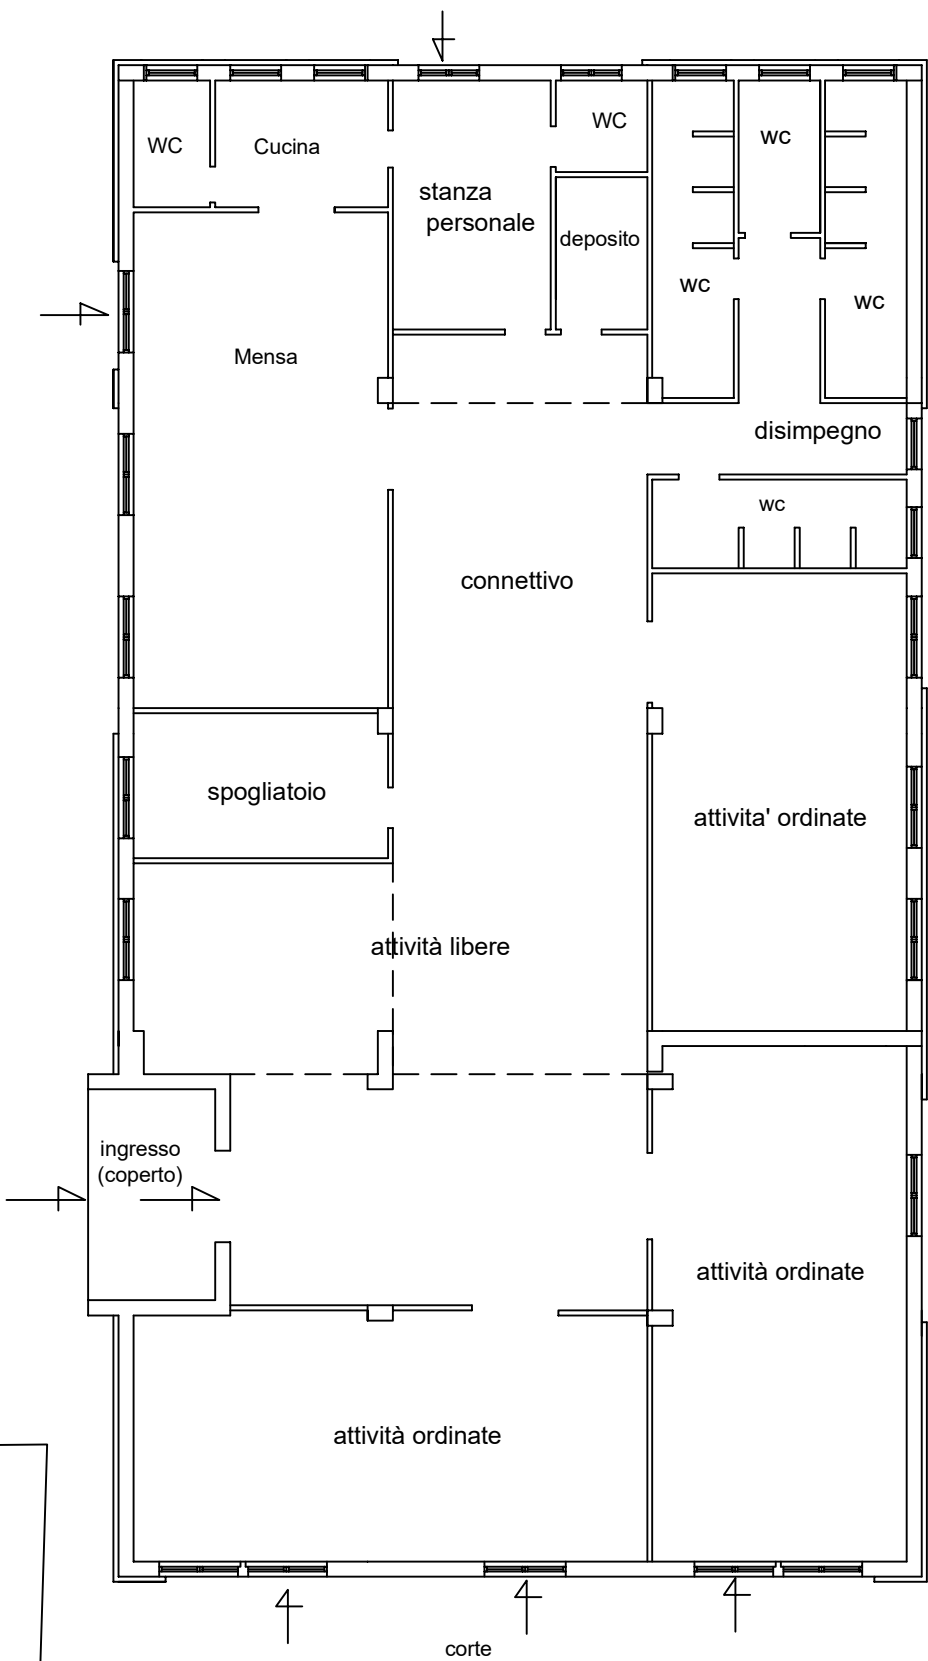 WC
Cucina
WC
wc
stanza
personale
deposito
wc
wc
Mensa
disimpegno
wc
connettivo
spogliatoio
attivita' ordinate
attività libere
ingresso
(coperto)
attività ordinate
attività ordinate
corte